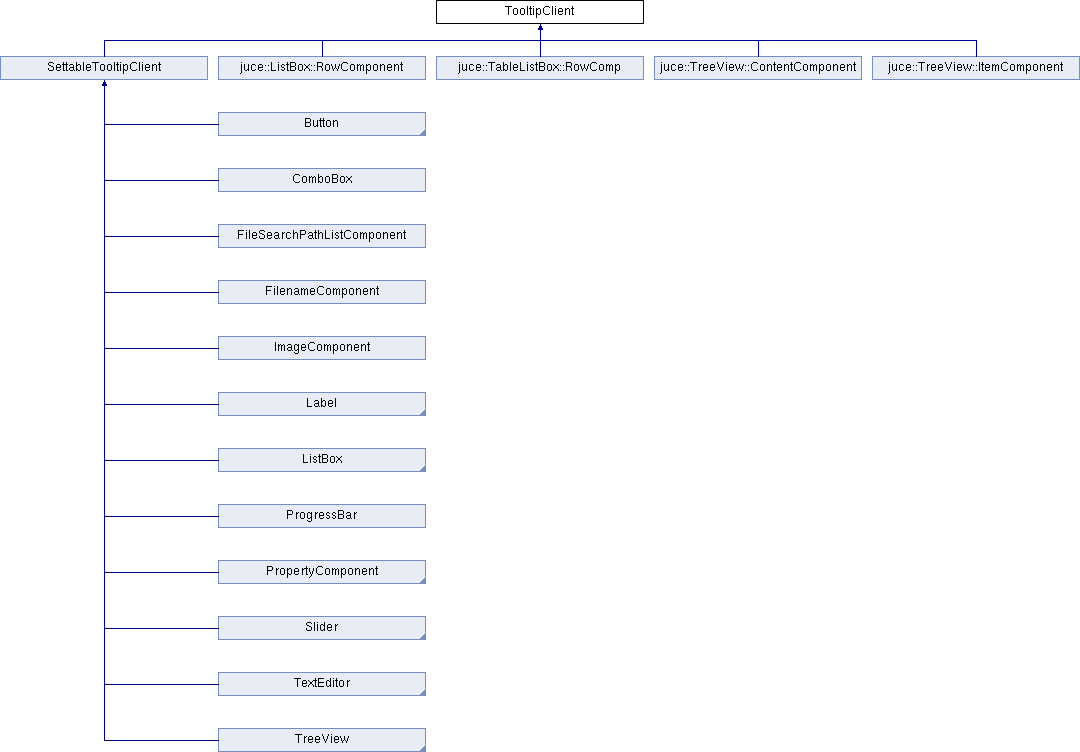 TooltipClient
SettableTooltipClient
juce::ListBox::RowComponent
juce::TableListBox::RowComp
juce::TreeView::ContentComponent
juce::TreeView::ItemComponent
Button
ComboBox
FileSearchPathListComponent
FilenameComponent
ImageComponent
Label
ListBox
ProgressBar
PropertyComponent
Slider
TextEditor
TreeView